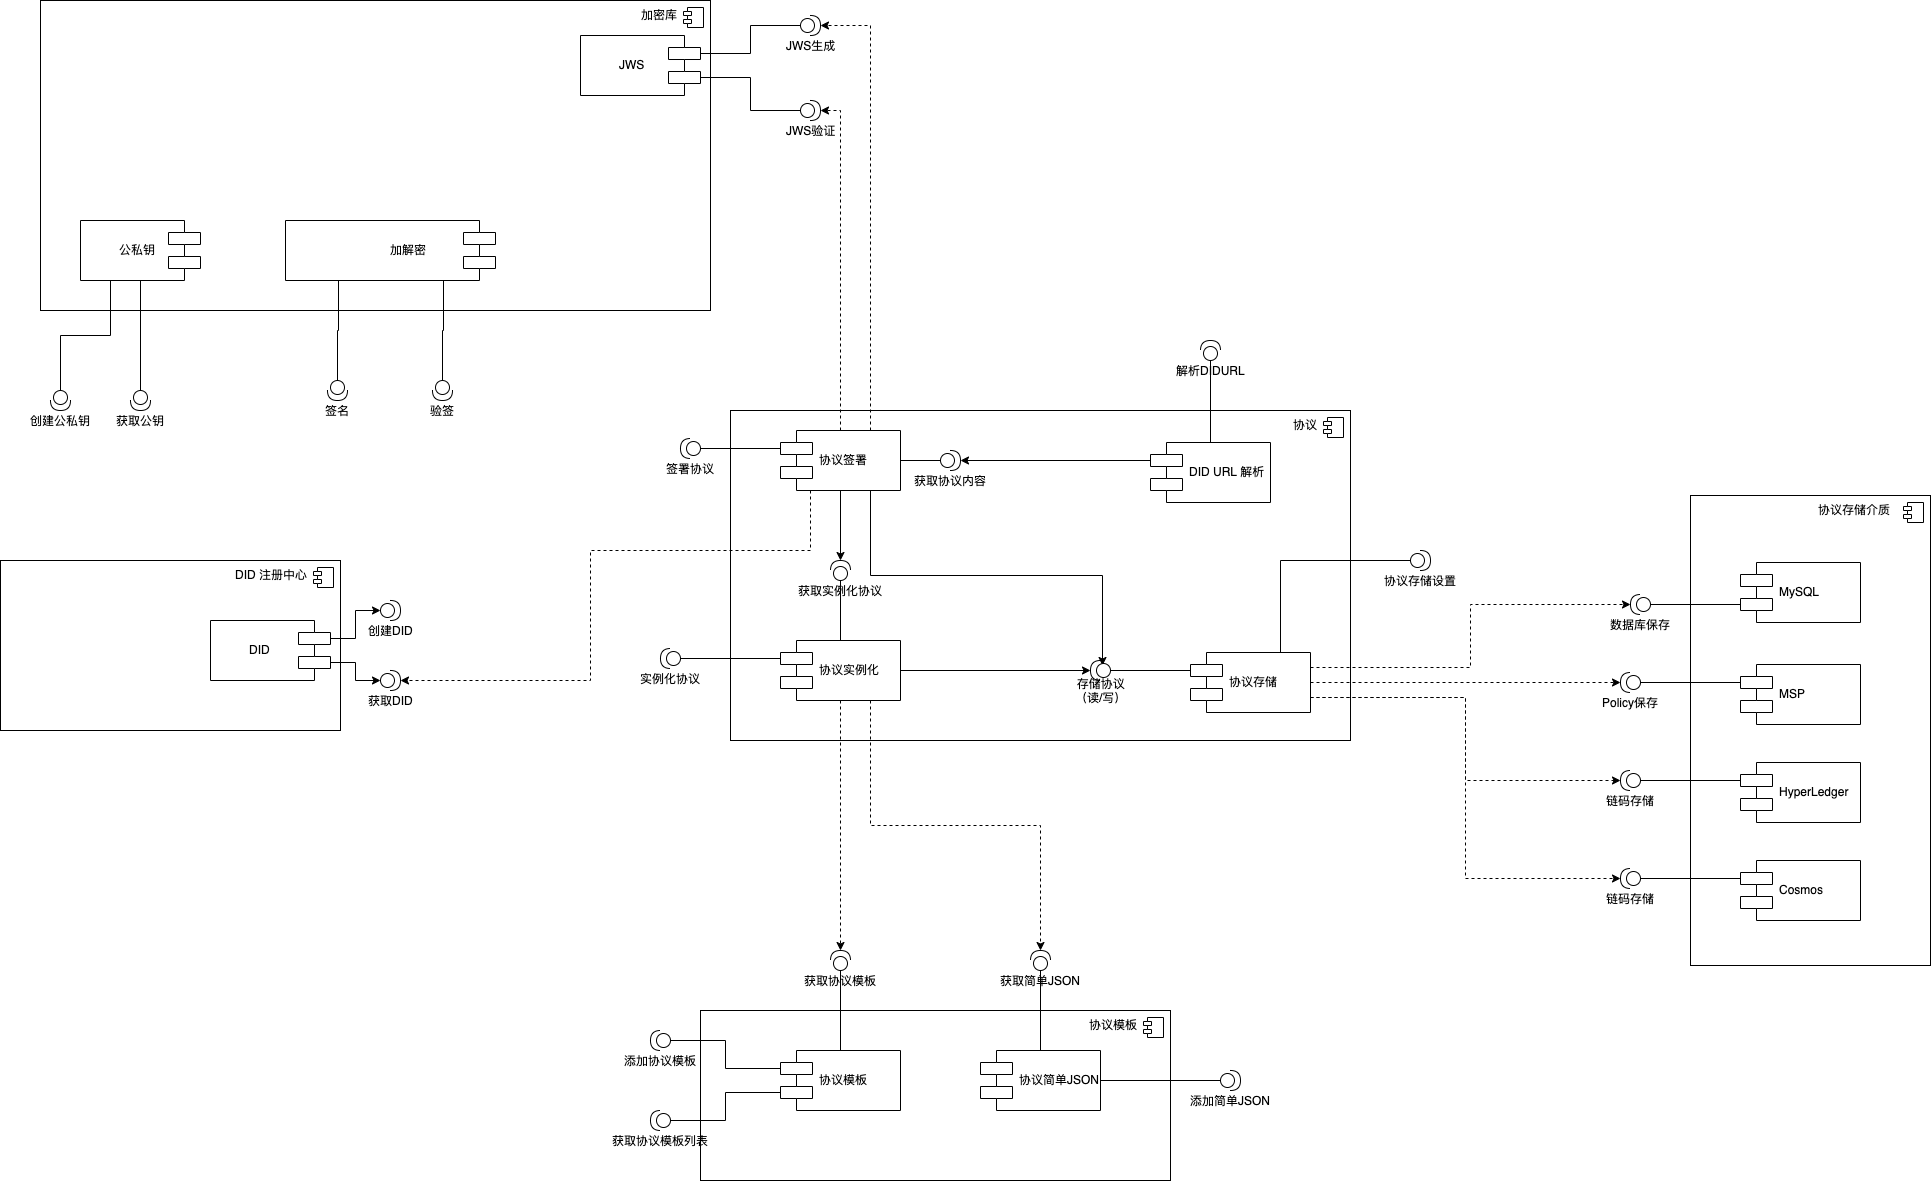 加密库
JWS
JWS生成
JWS验证
公私钥
加解密
创建公私钥
获取公钥
签名
验签
解析DIDURL
协议
签署协议
协议签署
获取协议内容
DID URL 解析
协议存储介质
DID 注册中心
DID
创建DID
获取DID
获取实例化协议
协议存储设置
实例化协议
协议实例化
存储协议
（读/写）
协议存储
数据库保存
MySQL
Policy保存
MSP
链码存储
HyperLedger
链码存储
Cosmos
获取协议模板
获取简单JSON
协议模板
添加协议模板
协议模板
协议简单JSON
添加简单JSON
获取协议模板列表